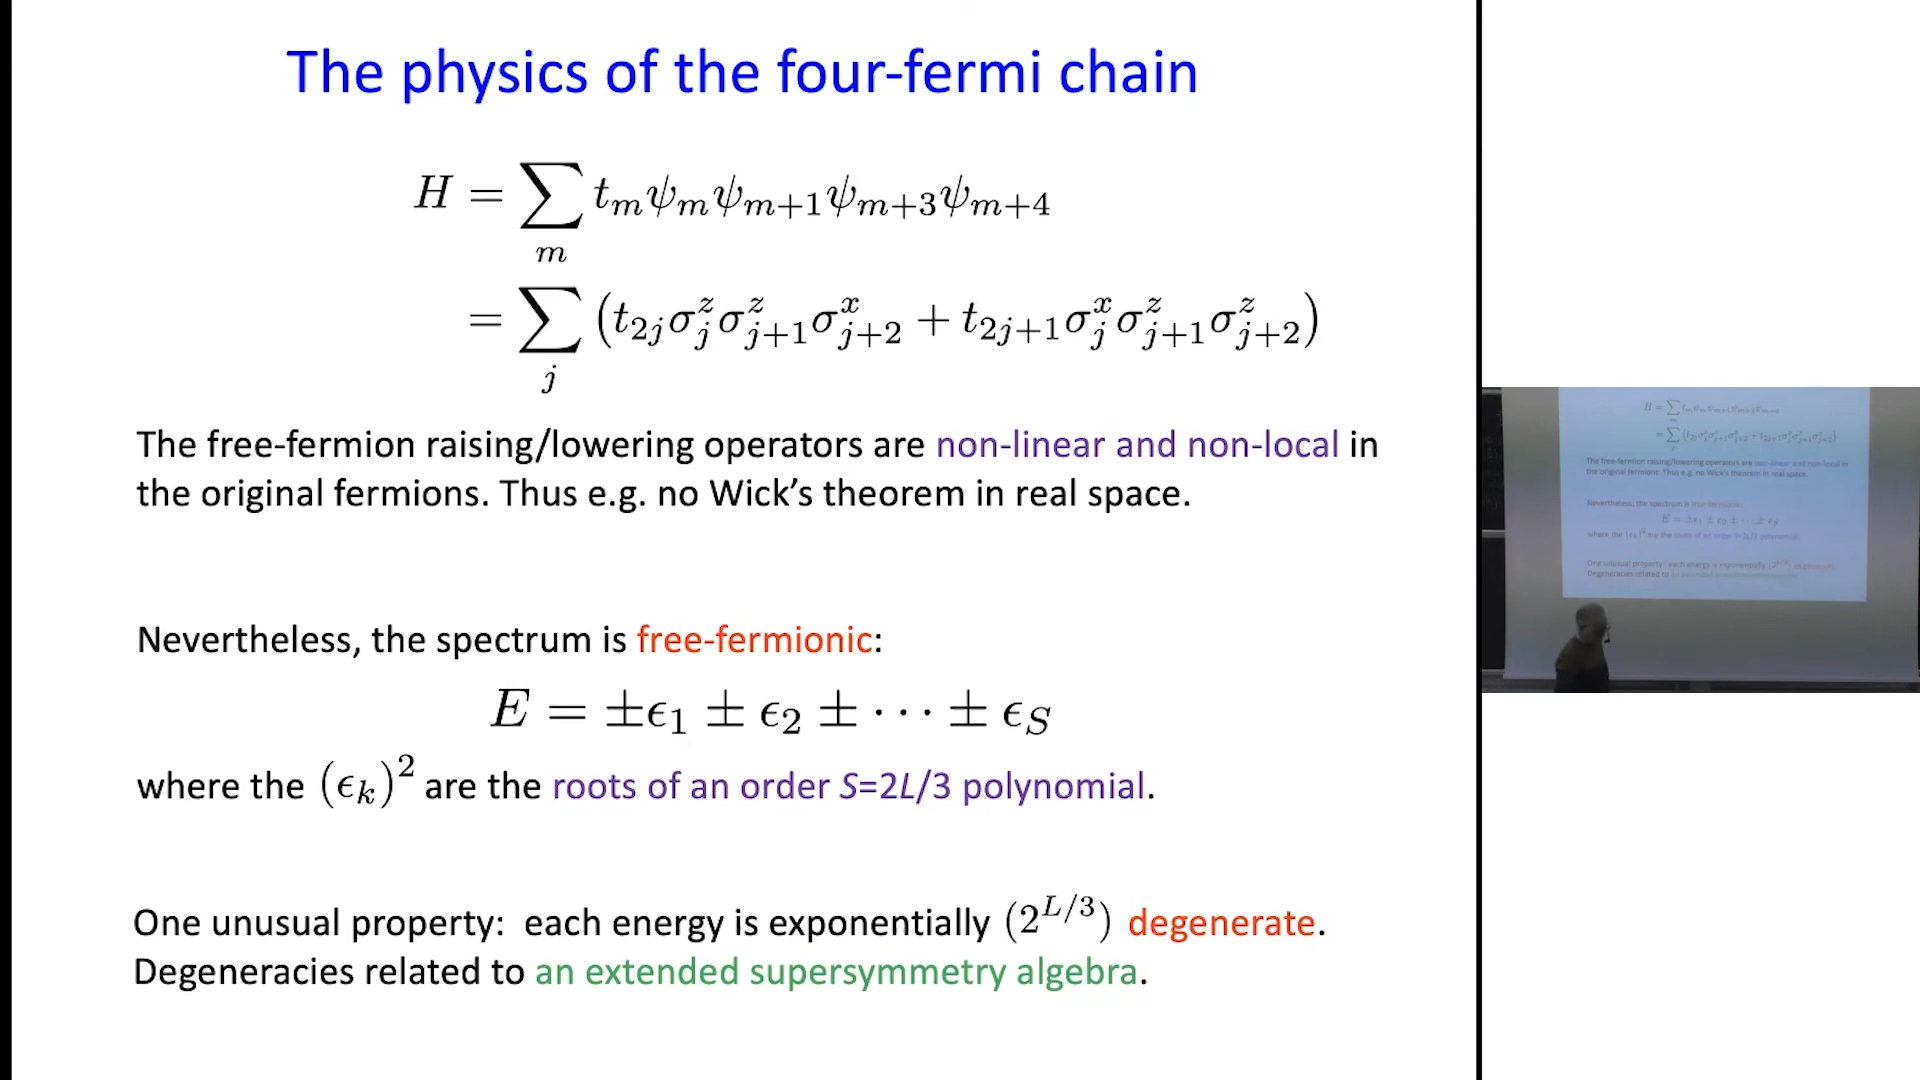 The physics of the four-fermi chain
H = ∑_m t_m ψ_m ψ_{m+1} ψ_{m+3} ψ_{m+4}
= ∑_j (t_{2j} σ^z_j σ^z_{j+1} σ^x_{j+2} + t_{2j+1} σ^x_j σ^z_{j+1} σ^z_{j+2})
The free-fermion raising/lowering operators are non-linear and non-local in
the original fermions. Thus e.g. no Wick's theorem in real space.
Nevertheless, the spectrum is free-fermionic:
E = ±ϵ_1 ± ϵ_2 ± ⋯ ± ϵ_S
where the (ϵ_k)^2 are the roots of an order S=2L/3 polynomial.
One unusual property: each energy is exponentially (2^{L/3}) degenerate.
Degeneracies related to an extended supersymmetry algebra.